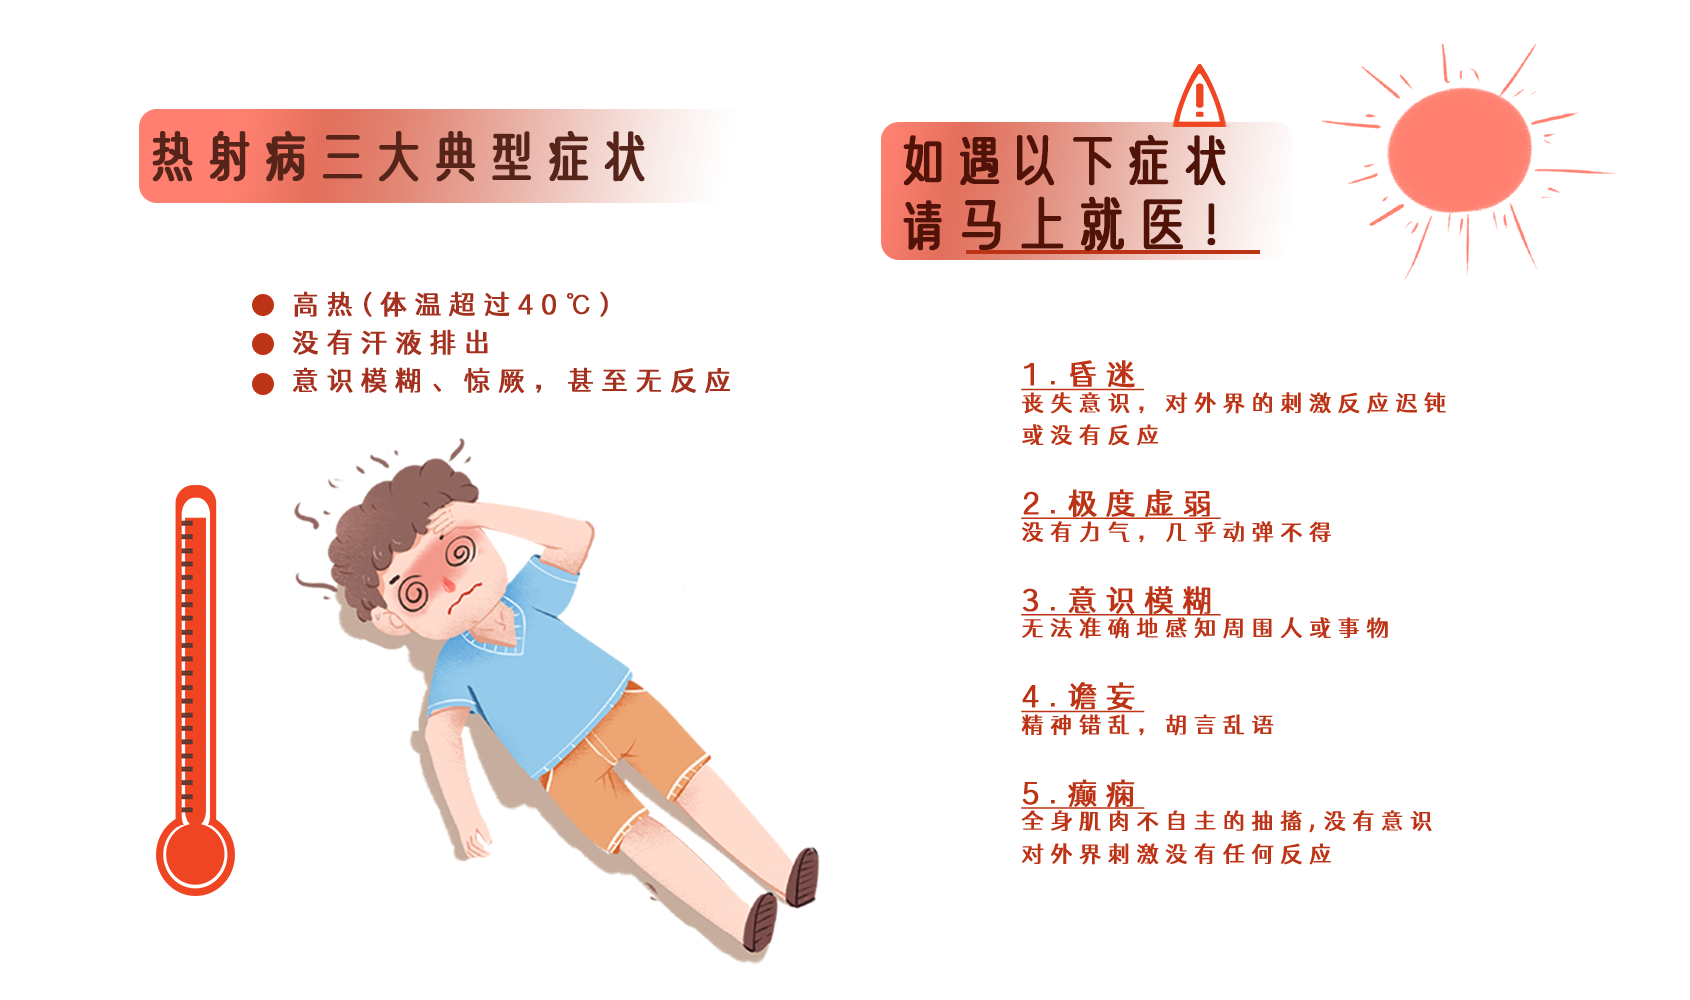 热射病三大典型症状
高热(体温超过40℃)
没有汗液排出
意识模糊、惊厥，甚至无反应
如遇以下症状
请马上就医!
1.昏迷
丧失意识，对外界的刺激反应迟钝
或没有反应
2.极度虚弱
没有力气，几乎动弹不得
3.意识模糊
无法准确地感知周围人或事物
4.谵妄
精神错乱，胡言乱语
5.癫痫
全身肌肉不自主的抽搐,没有意识
对外界刺激没有任何反应